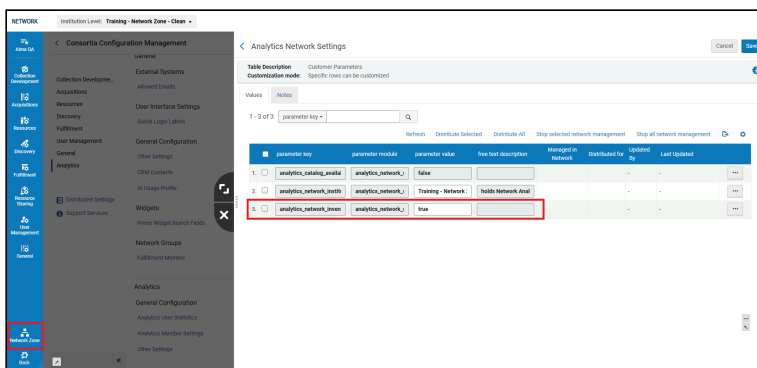 NETWORK
Institution Level: Training - Network Zone - Clean
Alma QA
Collection Development
Acquisitions
Resources
Discovery
Fulfillment
Resource Sharing
User Management
General
Network Zone
Back
Consortia Configuration Management
Collection Developme...
Acquisitions
Resources
Discovery
Fulfillment
User Management
General
Analytics
Distributed Settings
Support Services
General
External Systems
Allowed Emails
User Interface Settings
Social Login Labels
General Configuration
Other Settings
CRM Contacts
AI Usage Profile
Widgets
Primo Widget Search Fields
Network Groups
Fulfillment Member
Analytics
General Configuration
Analytics User Statistics
Analytics Member Settings
Other Settings
Analytics Network Settings
Cancel
Save
Table Description Customer Parameters
Customization mode: Specific rows can be customized
Values Notes
1 - 3 of 3 parameter key
Refresh Distribute Selected Distribute All Stop selected network management Stop all network management
parameter key parameter module parameter value free text description Managed in Network Distributed for Updated By Last Updated
1. analytics_catalog_availa analytics_network_ false - -
2. analytics_network_instit analytics_network_ Training - Network holds Network Anal - -
3. analytics_network_inven analytics_network_ true - -